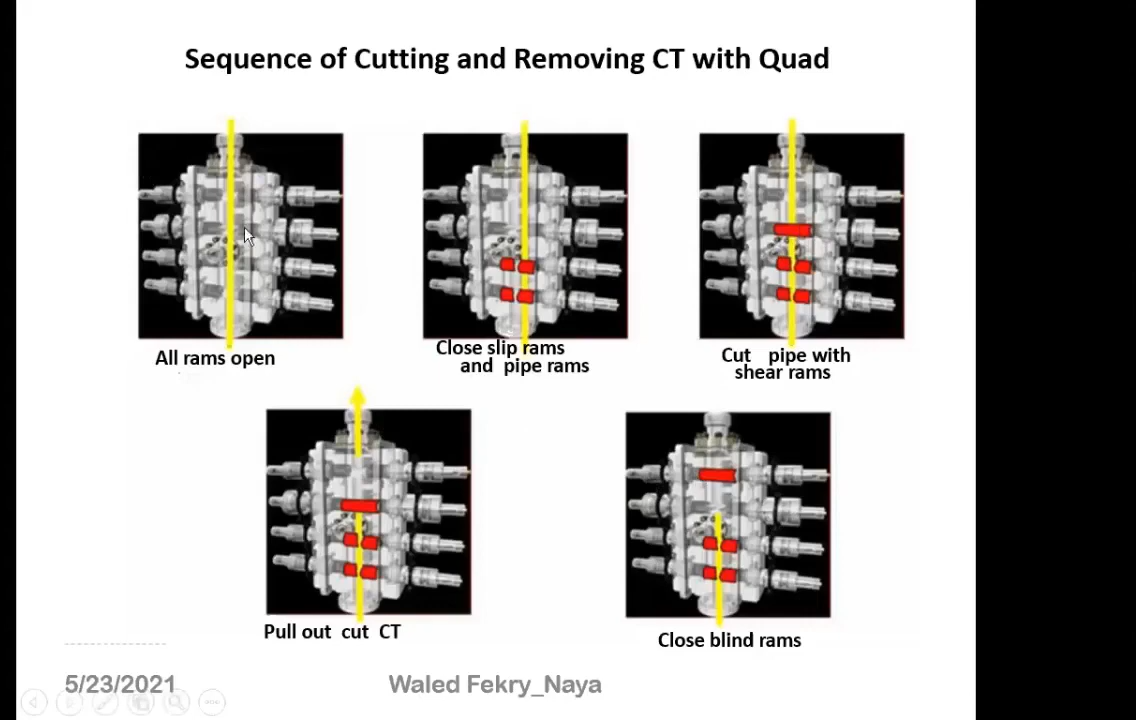 Sequence of Cutting and Removing CT with Quad
All rams open
Close slip rams
and pipe rams
Cut pipe with
shear rams
Pull out cut CT
Close blind rams
5/23/2021
Waled Fekry_Naya